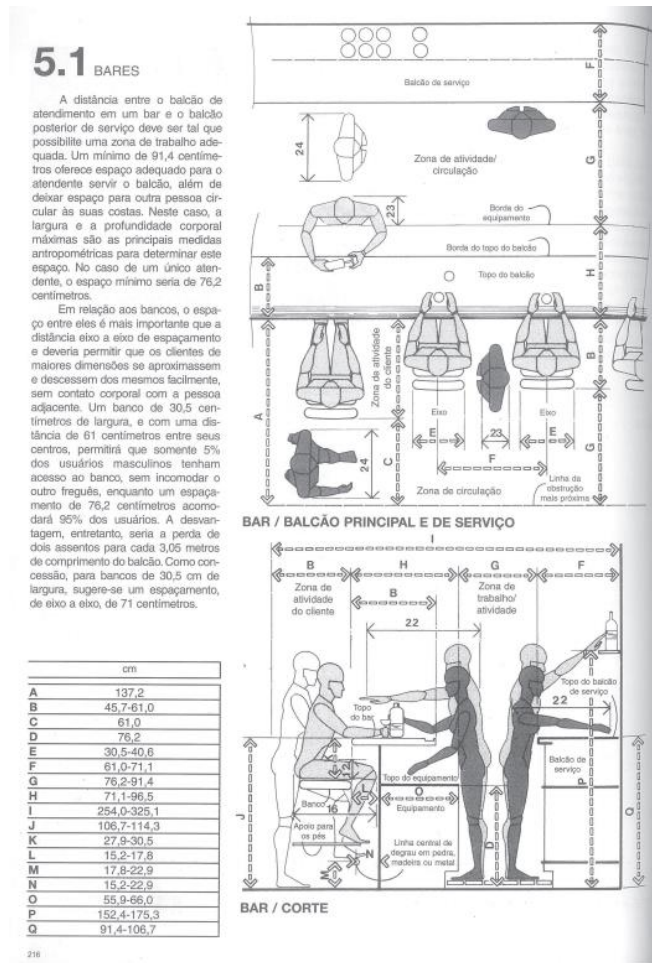 5.1 BARES
A distância entre o balcão de
atendimento em um bar e o balcão
posterior de serviço deve ser tal que
possibilite uma zona de trabalho ade-
quada. Um mínimo de 91,4 centíme-
tros oferece espaço adequado para o
atendente servir o balcão, além de
deixar espaço para outra pessoa cir-
cular às suas costas. Neste caso, a
largura e a profundidade corporal
máximas são as principais medidas
antropométricas para determinar este
espaço. No caso de um único aten-
dente, o espaço mínimo seria de 76,2
centímetros.
Em relação aos bancos, o espa-
ço entre eles é mais importante que a
distância eixo a eixo de espaçamento
e deveria permitir que os clientes de
maiores dimensões se aproximassem
e descessem dos mesmos facilmente,
sem contato corporal com a pessoa
adjacente. Um banco de 30,5 cen-
tímetros de largura, e com uma dis-
tância de 61 centímetros entre seus
centros, permitirá que somente 5%
dos usuários masculinos tenham
acesso ao banco, sem incomodar o
outro freguês, enquanto um espaça-
mento de 76,2 centímetros acomo-
dará 95% dos usuários. A desvan-
tagem, entretanto, seria a perda de
dois assentos para cada 3,05 metros
de comprimento do balcão. Como con-
cessão, para bancos de 30,5 cm de
largura, sugere-se um espaçamento,
de eixo a eixo, de 71 centímetros.
cm
A 137,2
B 45,7-61,0
C 61,0
D 76,2
E 30,5-40,6
F 61,0-71,1
G 76,2-91,4
H 71,1-96,5
I 254,0-325,1
J 106,7-114,3
K 27,9-30,5
L 15,2-17,8
M 17,8-22,9
N 15,2-22,9
O 55,9-66,0
P 152,4-175,3
Q 91,4-106,7
216
F
Balcão de serviço
24
Zona de atividade/
circulação
G
23
Borda do
equipamento
Borda do topo do balcão
B
Topo do balcão
H
A
Zona de atividade
do cliente
B
Eixo
Eixo
E
23
E
24
C
F
G
Zona de circulação
Linha da
obstrução
mais próxima
BAR / BALCÃO PRINCIPAL E DE SERVIÇO
I
B
H
G
F
Zona de
atividade
do cliente
B
Zona de
trabalho/
atividade
22
Topo
do bar
Topo do balcão
de serviço
22
J
12
Topo do equipamento
Balcão de
serviço
P
Banco
16
L
O
Equipamento
Q
Apoio para
os pés
Linha central de
degrau em pedra,
madeira ou metal
D
N
M
BAR / CORTE